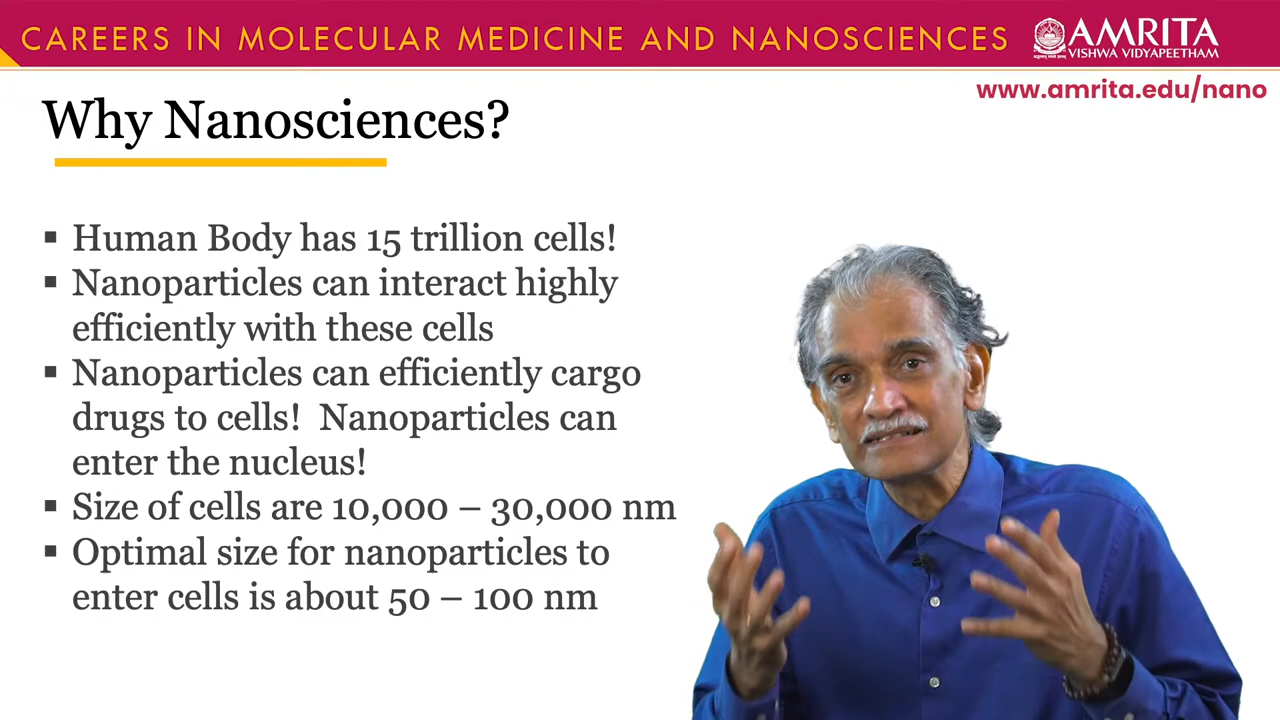 CAREERS IN MOLECULAR MEDICINE AND NANOSCIENCES
AMRITA
VISHWA VIDYAPEETHAM
www.amrita.edu/nano
Why Nanosciences?
▪ Human Body has 15 trillion cells!
▪ Nanoparticles can interact highly
efficiently with these cells
▪ Nanoparticles can efficiently cargo
drugs to cells!  Nanoparticles can
enter the nucleus!
▪ Size of cells are 10,000 – 30,000 nm
▪ Optimal size for nanoparticles to
enter cells is about 50 – 100 nm